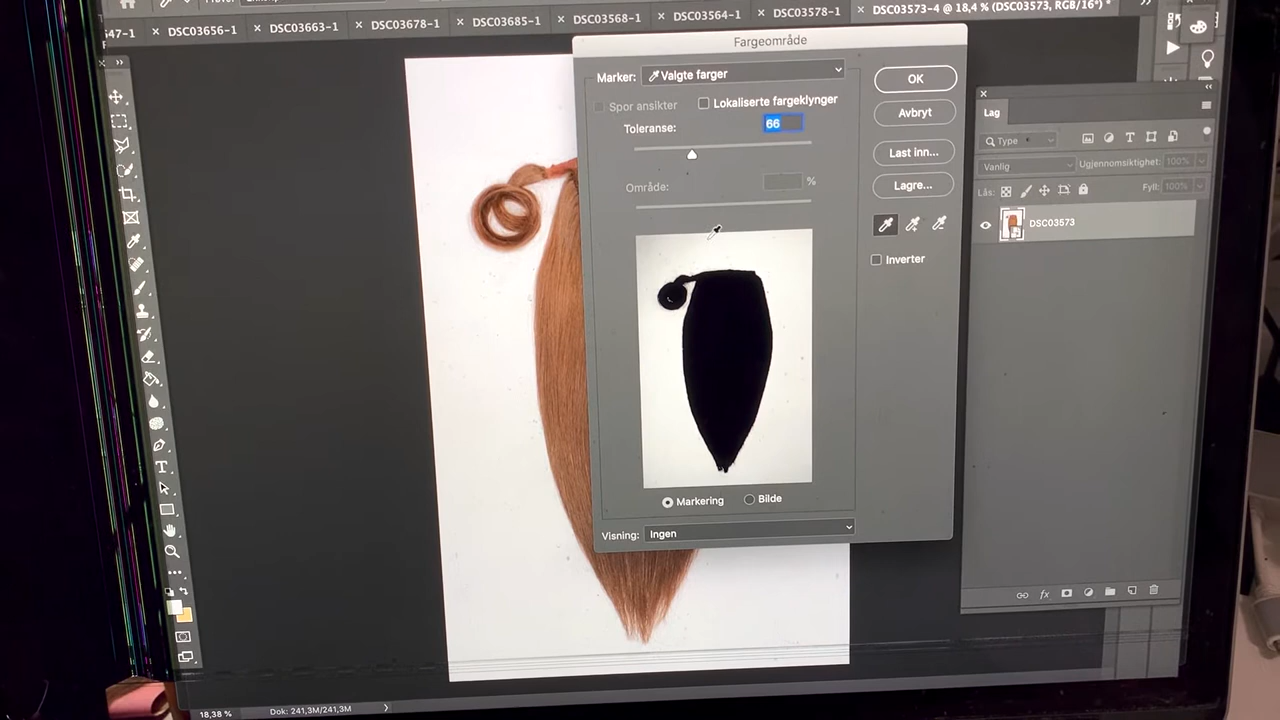 547-1 DSC03656-1 DSC03663-1 DSC03678-1 DSC03685-1 DSC03568-1 DSC03564-1 DSC03578-1 DSC03573-4 @ 18,4 % (DSC03573, RGB/16*) *
Fargeområde
Marker: Valgte farger
OK
Spor ansikter Lokaliserte fargeklynger
Toleranse: 66
Avbryt
Last inn...
Område: %
Lagre...
Inverter
Markering Bilde
Visning: Ingen
Lag
Type
Vanlig Ugjennomsiktighet: 100%
Lås: Fyll: 100%
DSC03573
fx
18,38 % Dok: 241,3M/241,3M